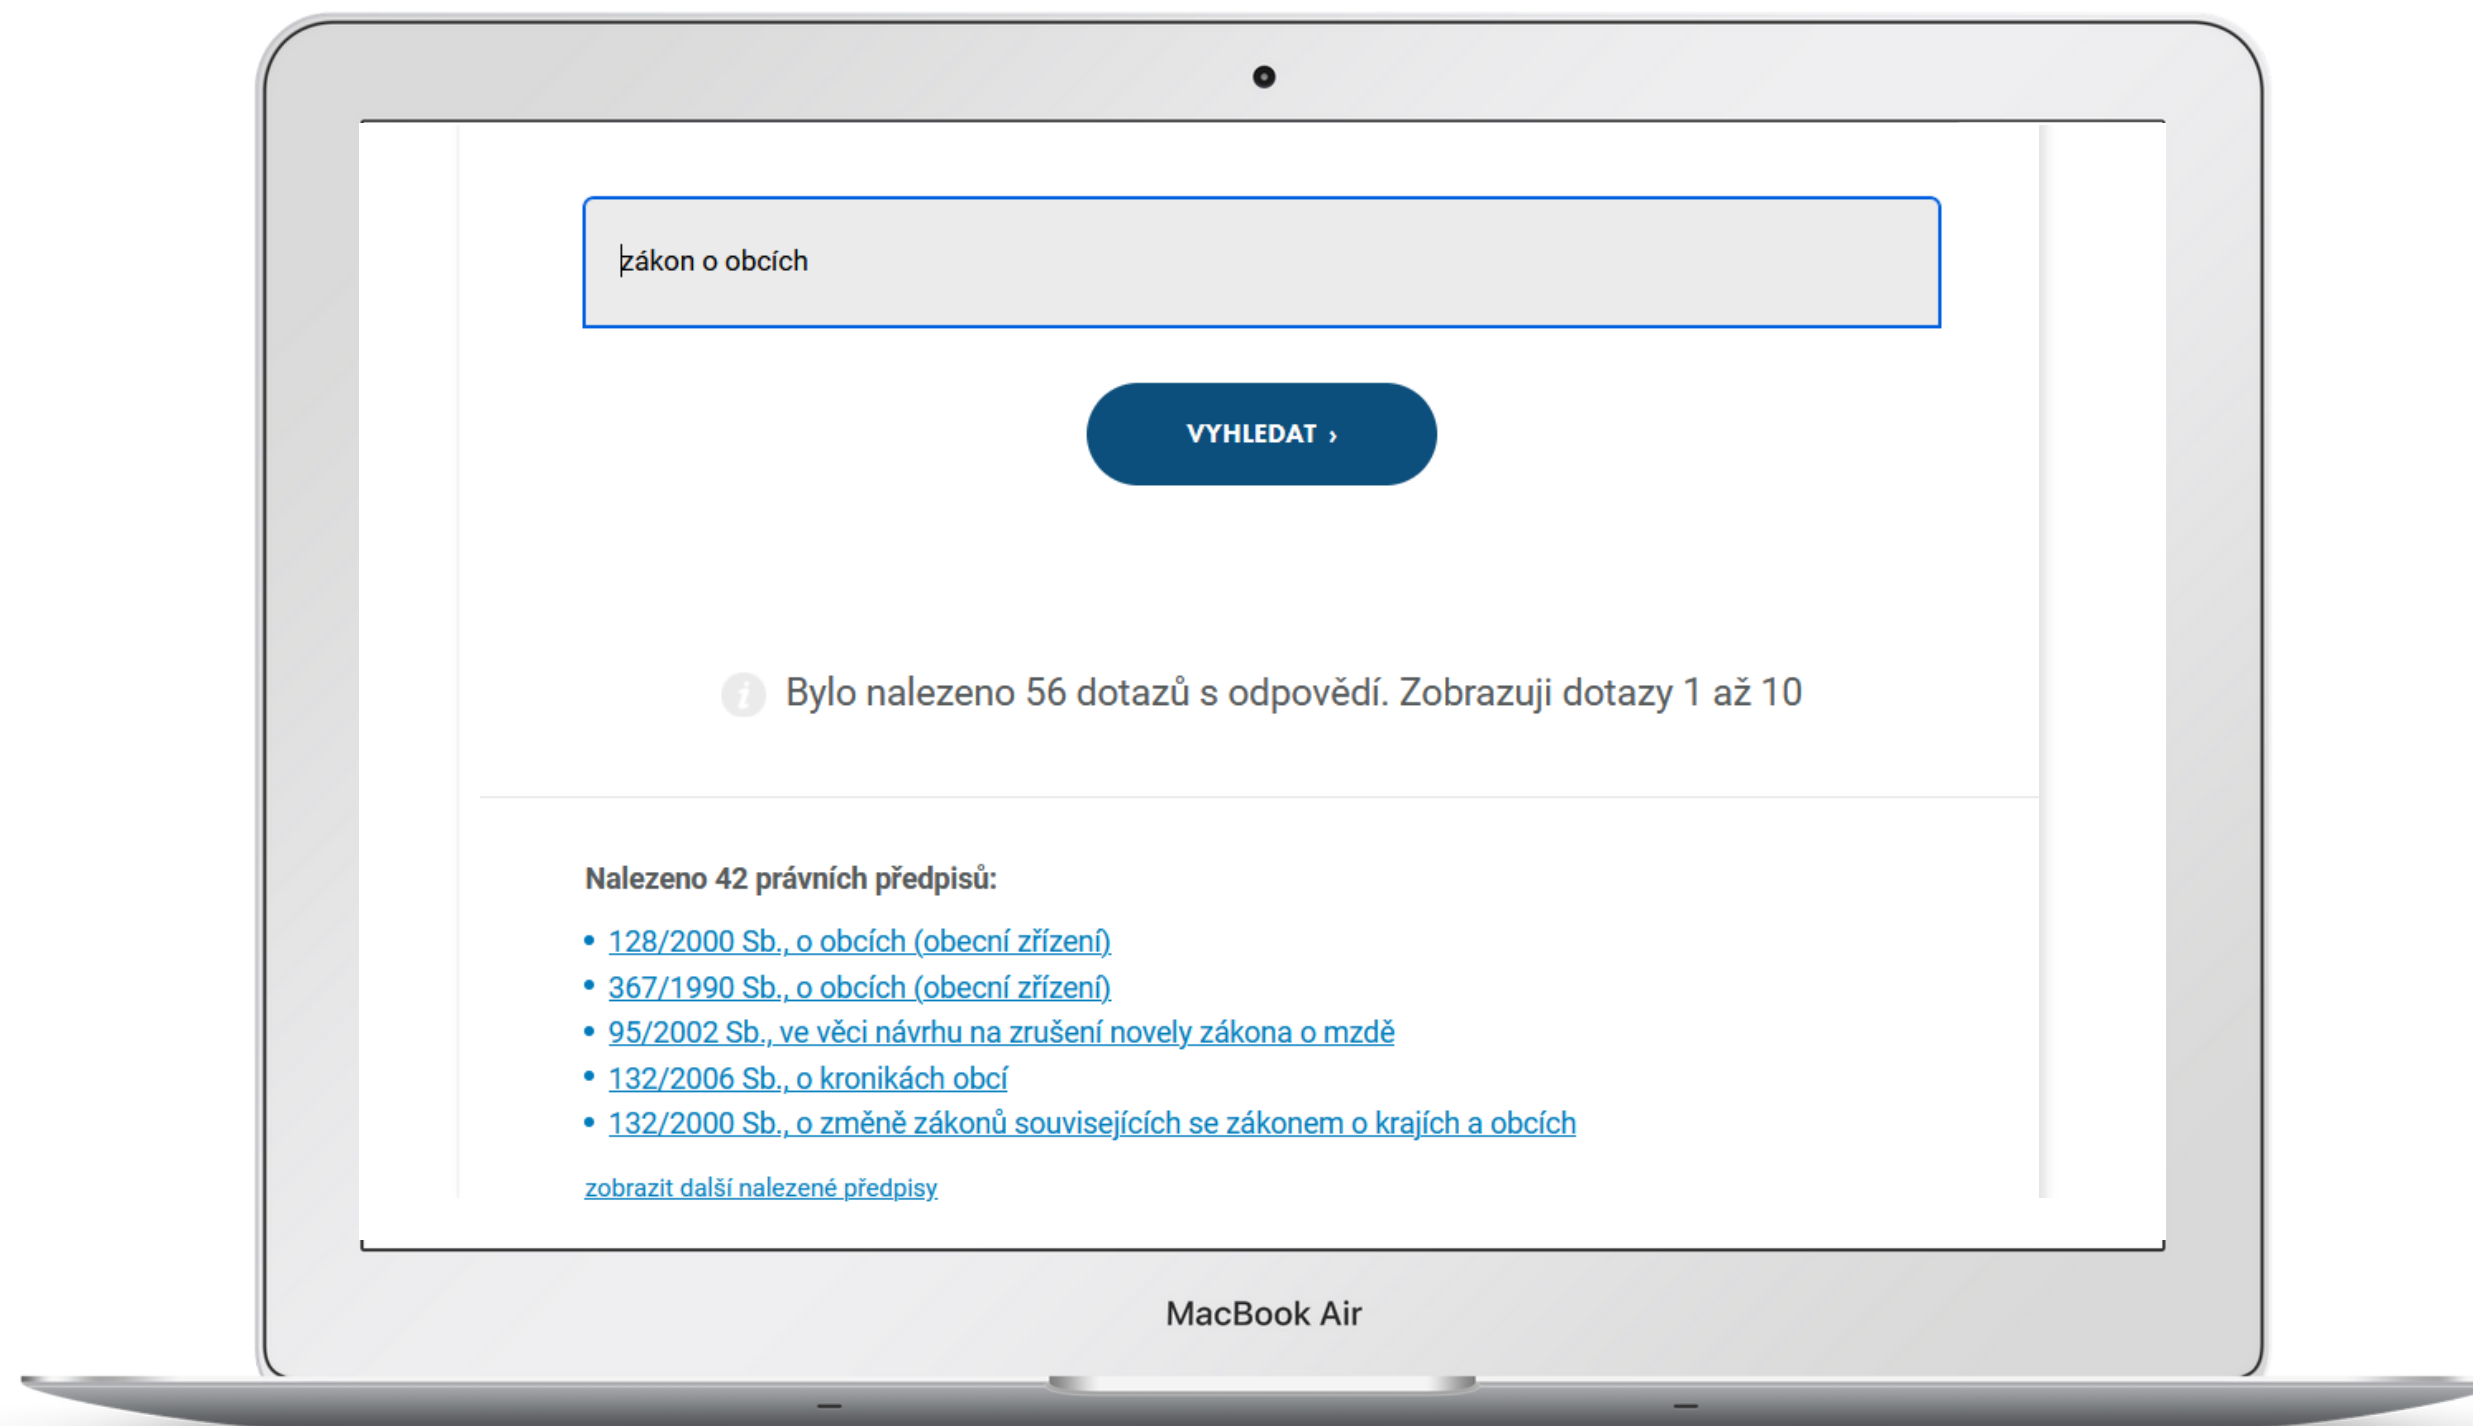 zákon o obcích
VYHLEDAT ›
Bylo nalezeno 56 dotazů s odpovědí. Zobrazuji dotazy 1 až 10
Nalezeno 42 právních předpisů:
• 128/2000 Sb., o obcích (obecní zřízení)
• 367/1990 Sb., o obcích (obecní zřízení)
• 95/2002 Sb., ve věci návrhu na zrušení novely zákona o mzdě
• 132/2006 Sb., o kronikách obcí
• 132/2000 Sb., o změně zákonů souvisejících se zákonem o krajích a obcích
zobrazit další nalezené předpisy
MacBook Air